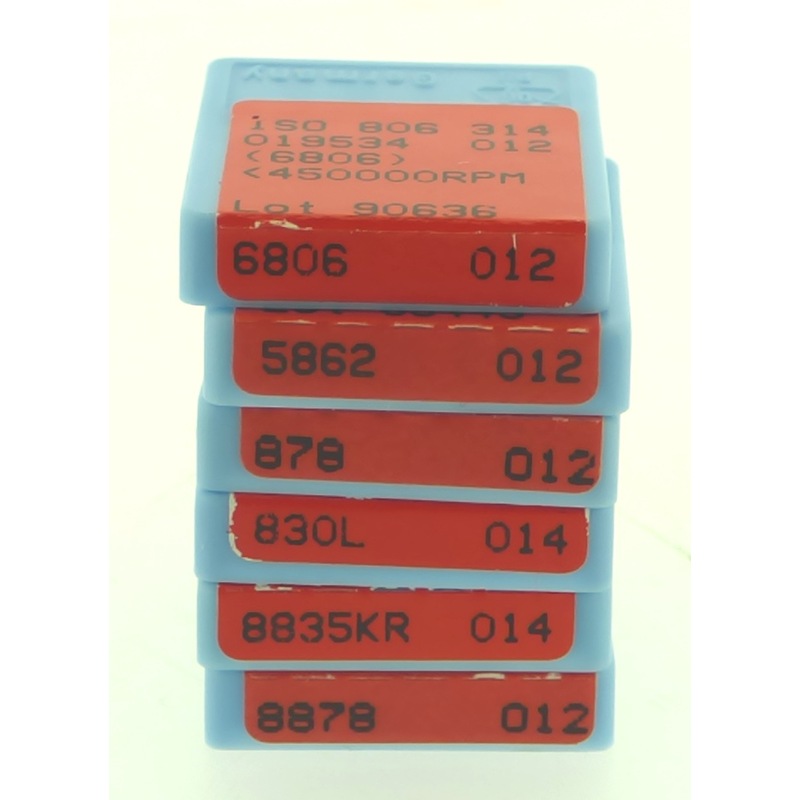 Germany
ISO 806 314
019534 012
<6806>
<450000RPM
Lot 90636
6806 012
5862 012
878 012
830L 014
8835KR 014
8878 012